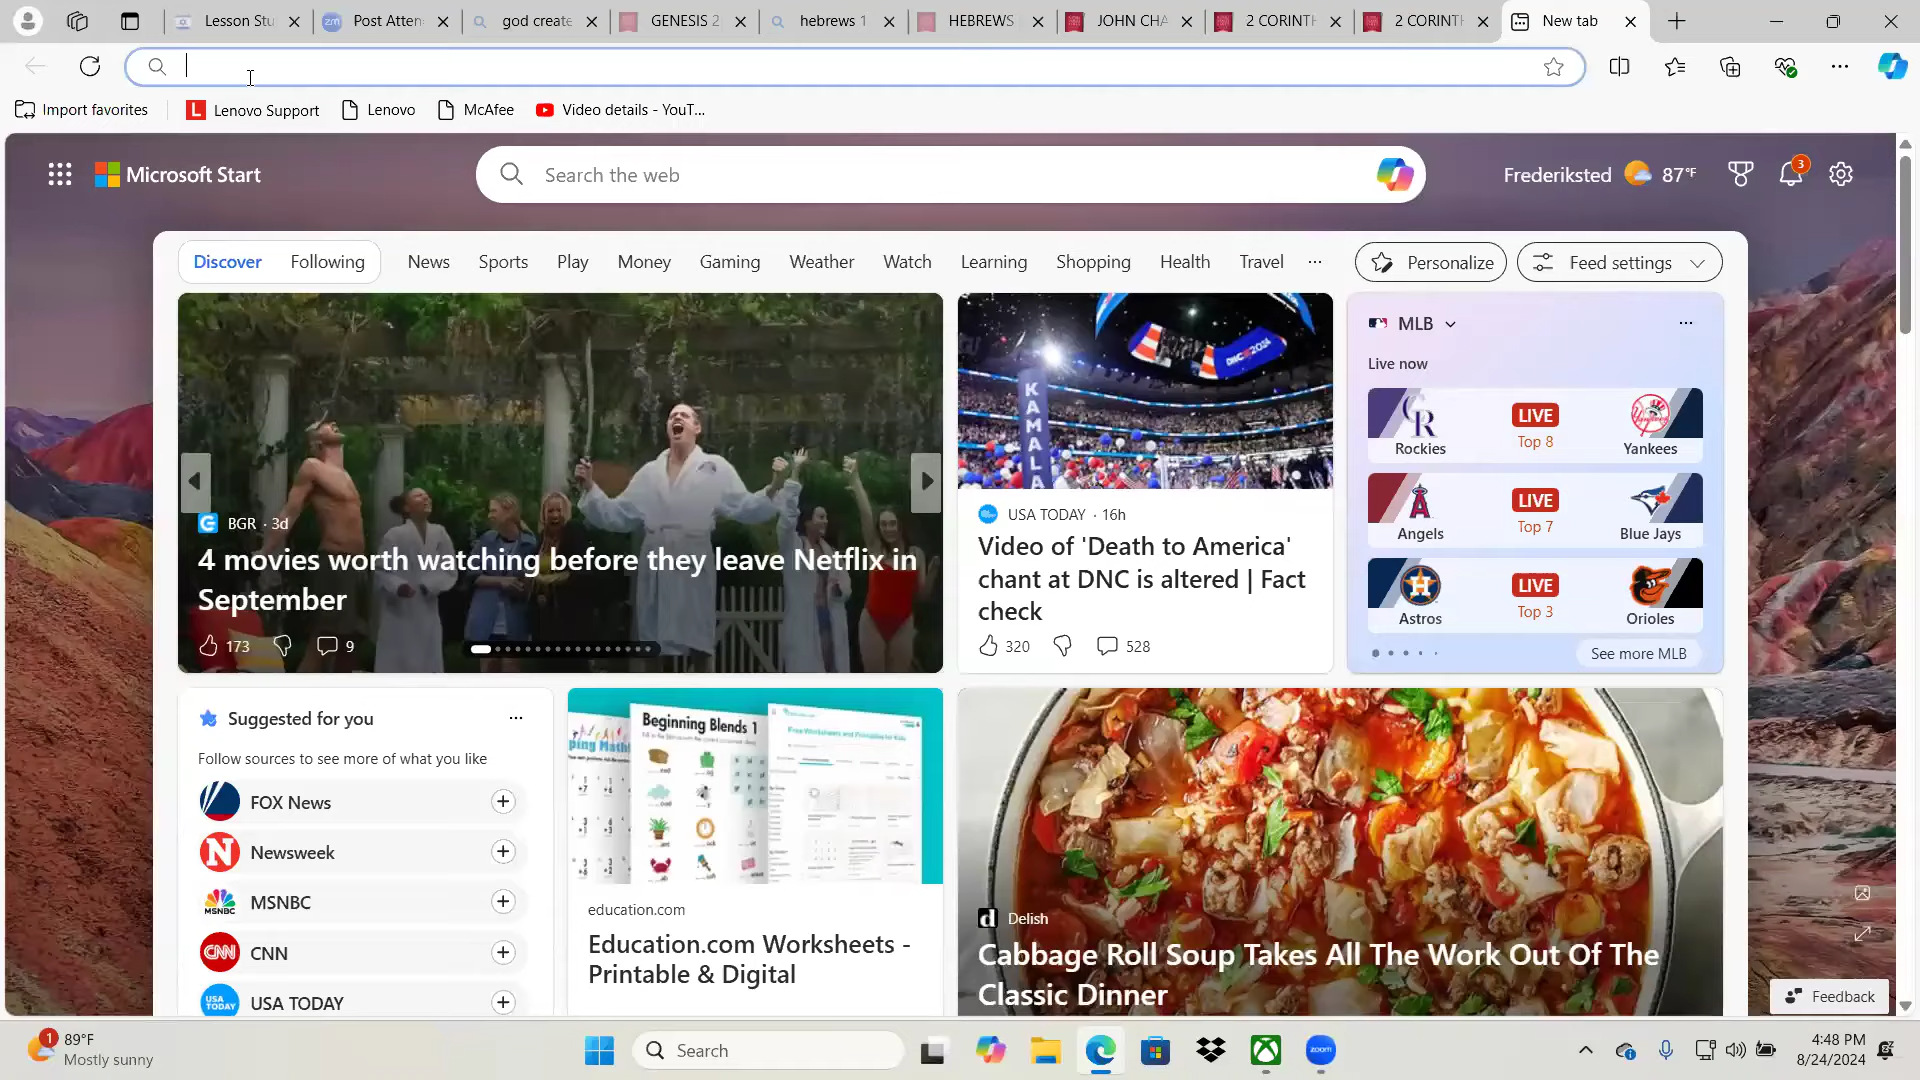 Lesson Stu
Post Atten
god create
GENESIS 2
hebrews 1
HEBREWS
JOHN CHA
2 CORINTH
2 CORINTH
New tab
Import favorites
Lenovo Support
Lenovo
McAfee
Video details - YouT...
Microsoft Start
Search the web
Frederiksted
87°F
3
Discover
Following
News
Sports
Play
Money
Gaming
Weather
Watch
Learning
Shopping
Health
Travel
Personalize
Feed settings
BGR · 3d
4 movies worth watching before they leave Netflix in
September
173
9
KAMALA
DNC 2024
USA TODAY · 16h
Video of 'Death to America'
chant at DNC is altered | Fact
check
320
528
MLB
Live now
Rockies
LIVE
Top 8
Yankees
Angels
LIVE
Top 7
Blue Jays
Astros
LIVE
Top 3
Orioles
See more MLB
Suggested for you
Follow sources to see more of what you like
FOX News
Newsweek
MSNBC
CNN
USA TODAY
Beginning Blends 1
education.com
Education.com Worksheets -
Printable & Digital
Delish
Cabbage Roll Soup Takes All The Work Out Of The
Classic Dinner
Feedback
1
89°F
Mostly sunny
Search
zoom
4:48 PM
8/24/2024